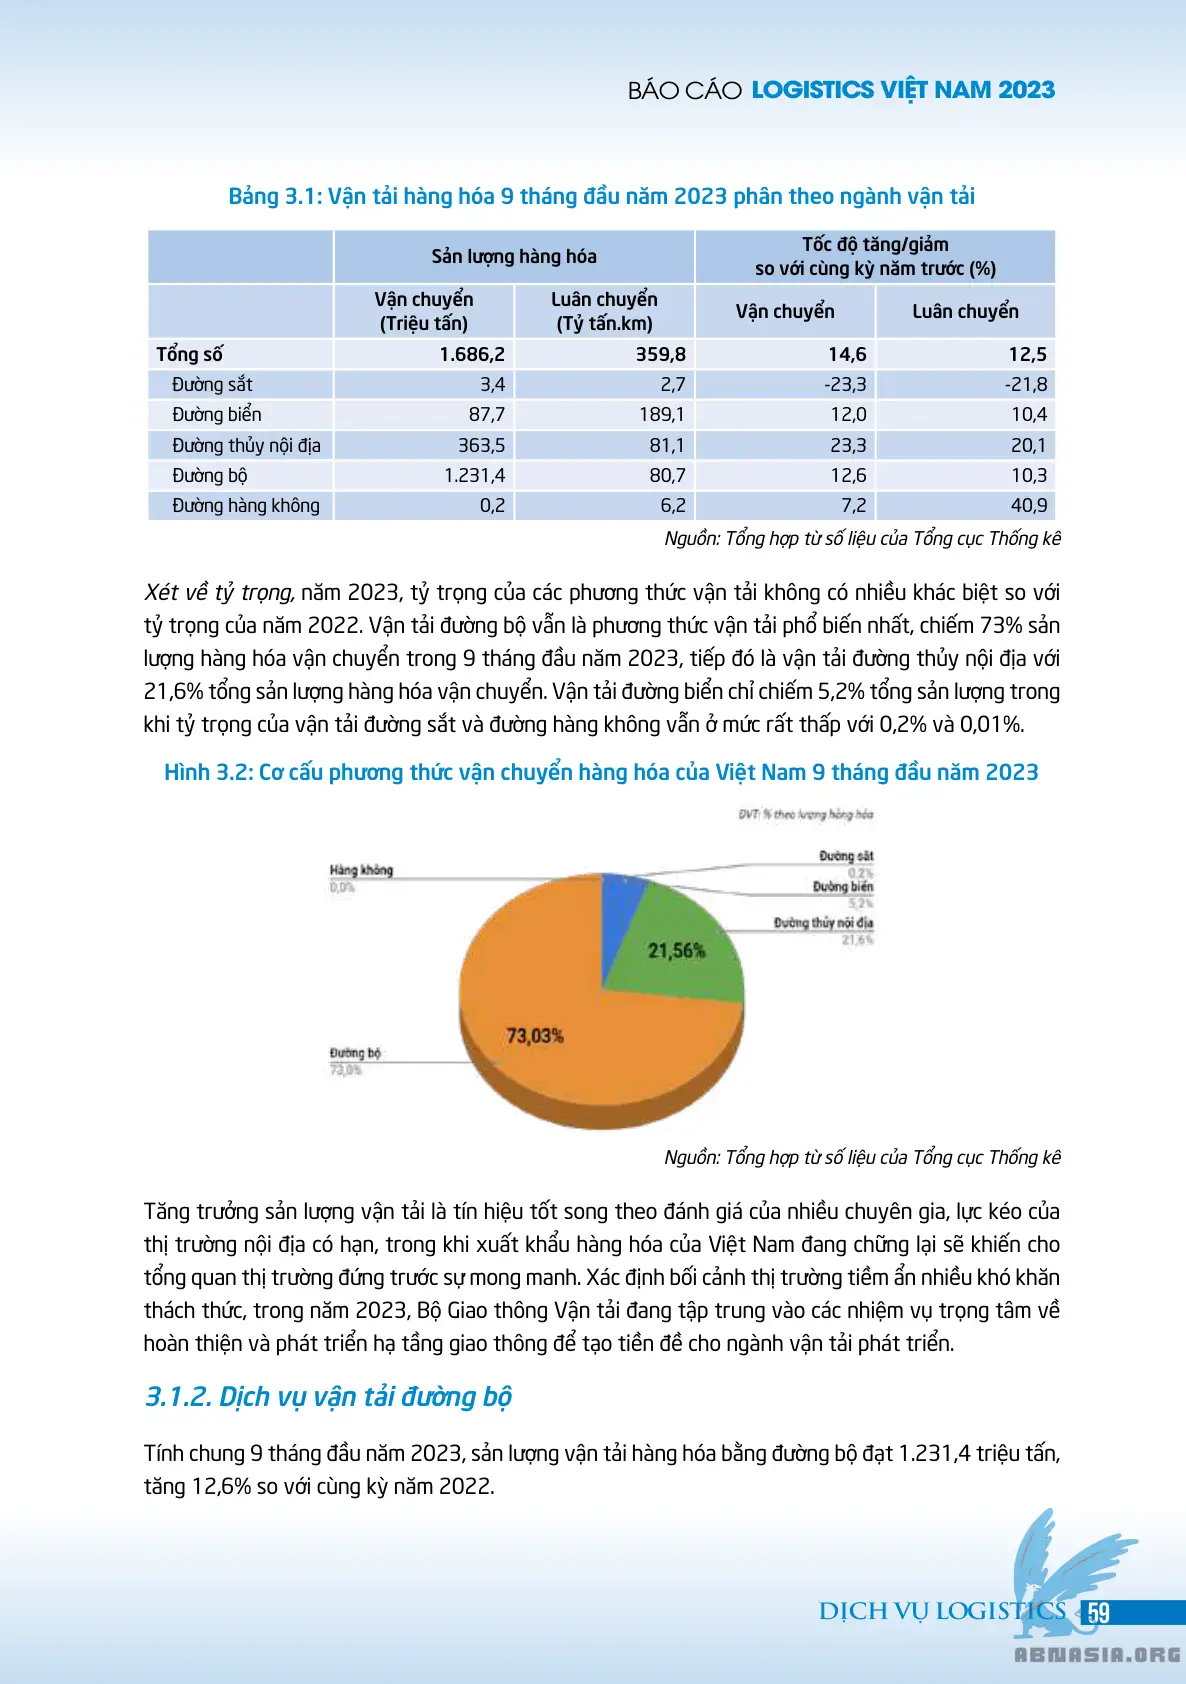 BÁO CÁO LOGISTICS VIỆT NAM 2023
Bảng 3.1: Vận tải hàng hóa 9 tháng đầu năm 2023 phân theo ngành vận tải
Sản lượng hàng hóa
Tốc độ tăng/giảm
so với cùng kỳ năm trước (%)
Vận chuyển
(Triệu tấn)
Luân chuyển
(Tỷ tấn.km)
Vận chuyển
Luân chuyển
Tổng số 1.686,2 359,8 14,6 12,5
Đường sắt 3,4 2,7 -23,3 -21,8
Đường biển 87,7 189,1 12,0 10,4
Đường thủy nội địa 363,5 81,1 23,3 20,1
Đường bộ 1.231,4 80,7 12,6 10,3
Đường hàng không 0,2 6,2 7,2 40,9
Nguồn: Tổng hợp từ số liệu của Tổng cục Thống kê
Xét về tỷ trọng, năm 2023, tỷ trọng của các phương thức vận tải không có nhiều khác biệt so với
tỷ trọng của năm 2022. Vận tải đường bộ vẫn là phương thức vận tải phổ biến nhất, chiếm 73% sản
lượng hàng hóa vận chuyển trong 9 tháng đầu năm 2023, tiếp đó là vận tải đường thủy nội địa với
21,6% tổng sản lượng hàng hóa vận chuyển. Vận tải đường biển chỉ chiếm 5,2% tổng sản lượng trong
khi tỷ trọng của vận tải đường sắt và đường hàng không vẫn ở mức rất thấp với 0,2% và 0,01%.
Hình 3.2: Cơ cấu phương thức vận chuyển hàng hóa của Việt Nam 9 tháng đầu năm 2023
ĐVT: % theo lượng hàng hóa
Đường sắt
0.2%
Hàng không
0,0%
Đường biển
5,2%
Đường thủy nội địa
21,6%
21,56%
73,03%
Đường bộ
73,0%
Nguồn: Tổng hợp từ số liệu của Tổng cục Thống kê
Tăng trưởng sản lượng vận tải là tín hiệu tốt song theo đánh giá của nhiều chuyên gia, lực kéo của
thị trường nội địa có hạn, trong khi xuất khẩu hàng hóa của Việt Nam đang chững lại sẽ khiến cho
tổng quan thị trường đứng trước sự mong manh. Xác định bối cảnh thị trường tiềm ẩn nhiều khó khăn
thách thức, trong năm 2023, Bộ Giao thông Vận tải đang tập trung vào các nhiệm vụ trọng tâm về
hoàn thiện và phát triển hạ tầng giao thông để tạo tiền đề cho ngành vận tải phát triển.
3.1.2. Dịch vụ vận tải đường bộ
Tính chung 9 tháng đầu năm 2023, sản lượng vận tải hàng hóa bằng đường bộ đạt 1.231,4 triệu tấn,
tăng 12,6% so với cùng kỳ năm 2022.
DỊCH VỤ LOGISTICS 59
ABMASIA.ORG